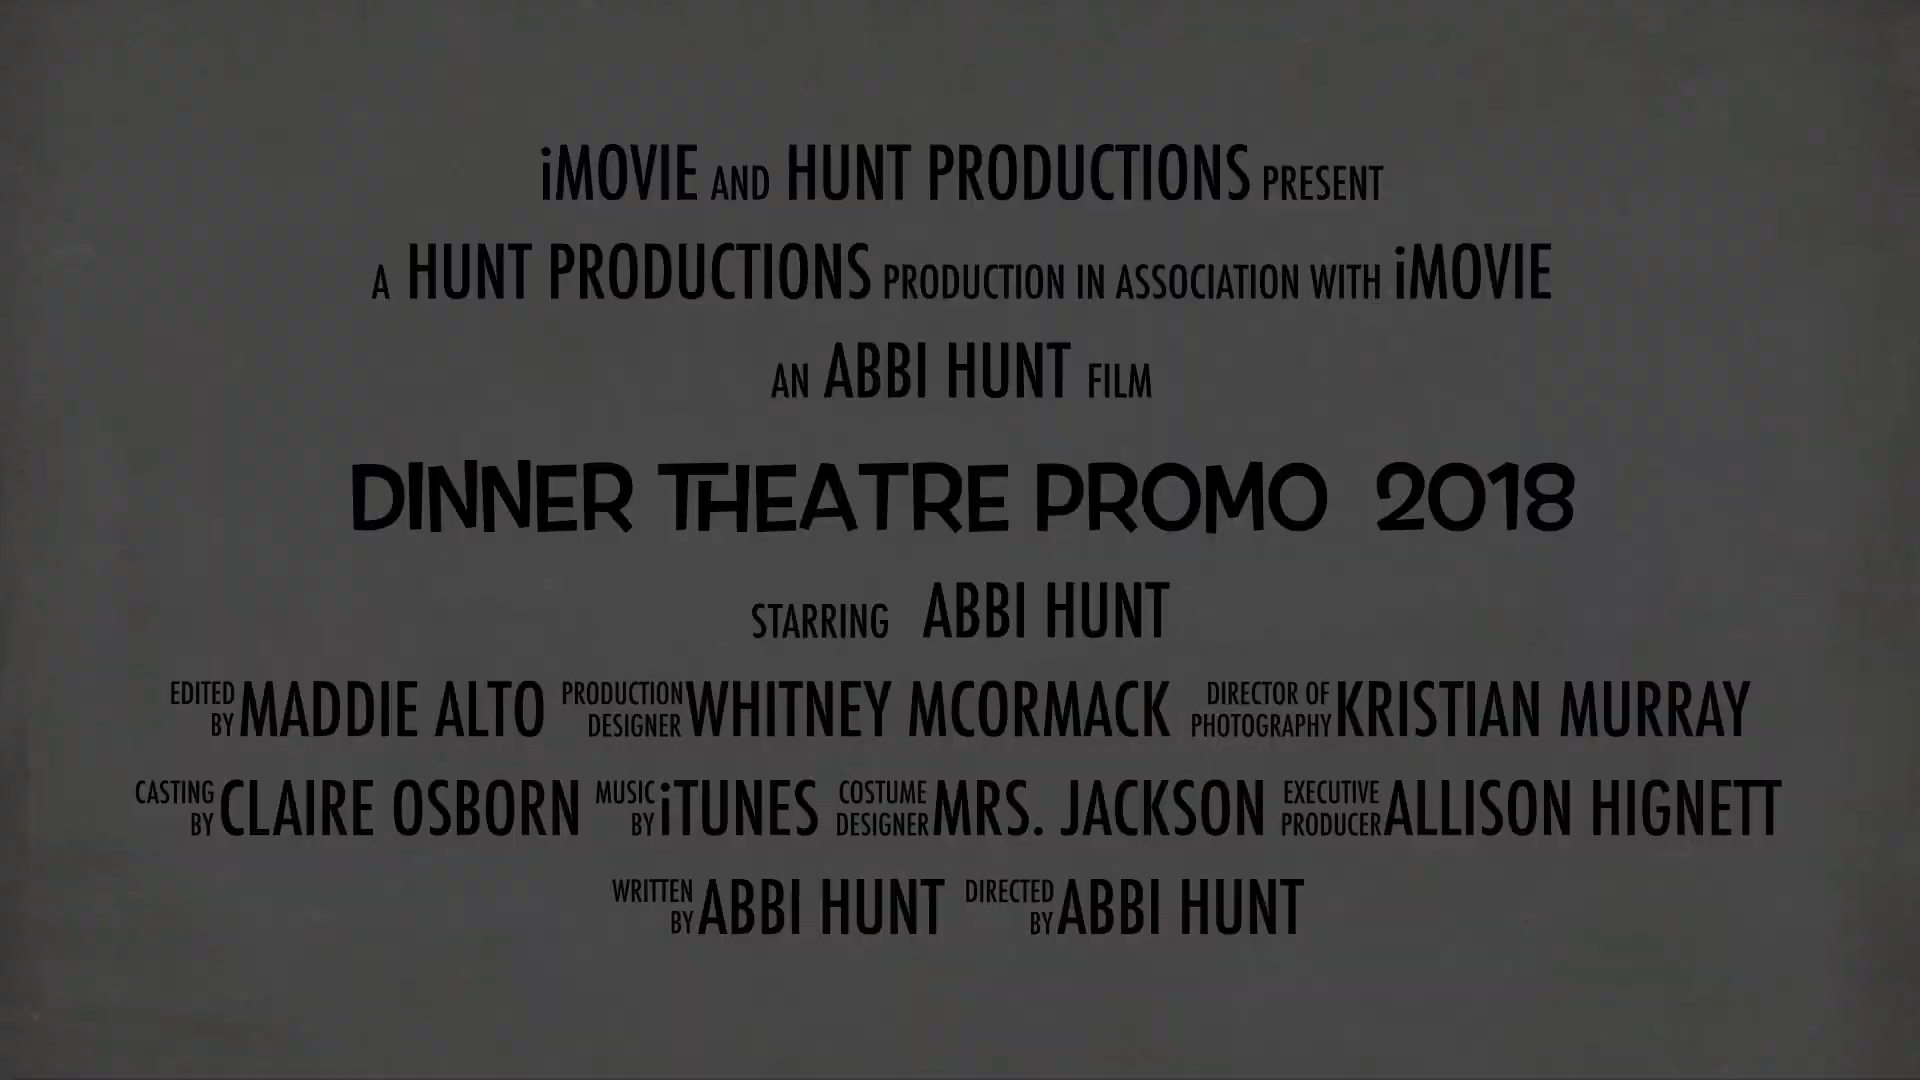 iMOVIE AND HUNT PRODUCTIONS PRESENT
A HUNT PRODUCTIONS PRODUCTION IN ASSOCIATION WITH iMOVIE
AN ABBI HUNT FILM
DINNER THEATRE PROMO 2018
STARRING ABBI HUNT
EDITED BY MADDIE ALTO PRODUCTION DESIGNER WHITNEY MCORMACK DIRECTOR OF PHOTOGRAPHY KRISTIAN MURRAY
CASTING BY CLAIRE OSBORN MUSIC BY iTUNES COSTUME DESIGNER MRS. JACKSON EXECUTIVE PRODUCER ALLISON HIGNETT
WRITTEN BY ABBI HUNT DIRECTED BY ABBI HUNT